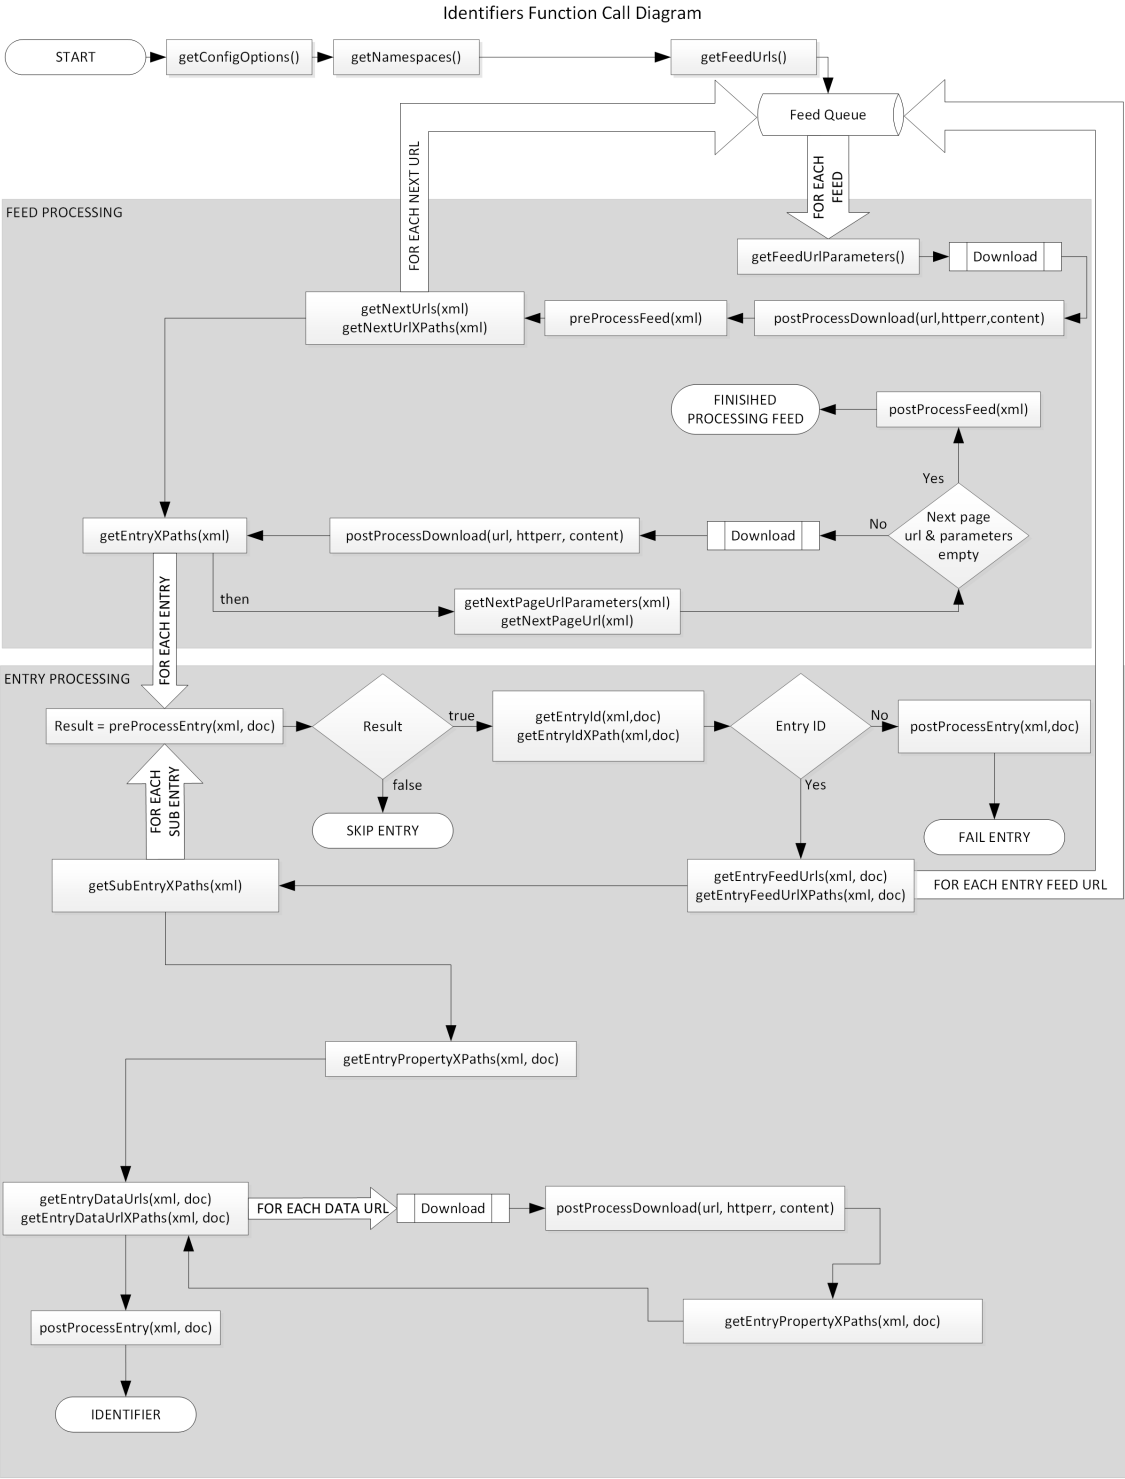 Identifiers Function Call Diagram
START
getConfigOptions()
getNamespaces()
getFeedUrls()
Feed Queue
FOR EACH NEXT URL
FOR EACH
FEED
FEED PROCESSING
getFeedUrlParameters()
Download
getNextUrls(xml)
getNextUrlXPaths(xml)
preProcessFeed(xml)
postProcessDownload(url,httperr,content)
FINISIHED
PROCESSING FEED
postProcessFeed(xml)
Yes
getEntryXPaths(xml)
postProcessDownload(url, httperr, content)
Download
No
Next page
url & parameters
empty
then
getNextPageUrlParameters(xml)
getNextPageUrl(xml)
FOR EACH ENTRY
ENTRY PROCESSING
Result = preProcessEntry(xml, doc)
Result
true
getEntryId(xml,doc)
getEntryIdXPath(xml,doc)
Entry ID
No
postProcessEntry(xml,doc)
false
Yes
FOR EACH
SUB ENTRY
SKIP ENTRY
FAIL ENTRY
getSubEntryXPaths(xml)
getEntryFeedUrls(xml, doc)
getEntryFeedUrlXPaths(xml, doc)
FOR EACH ENTRY FEED URL
getEntryPropertyXPaths(xml, doc)
getEntryDataUrls(xml, doc)
getEntryDataUrlXPaths(xml, doc)
FOR EACH DATA URL
Download
postProcessDownload(url, httperr, content)
postProcessEntry(xml, doc)
getEntryPropertyXPaths(xml, doc)
IDENTIFIER